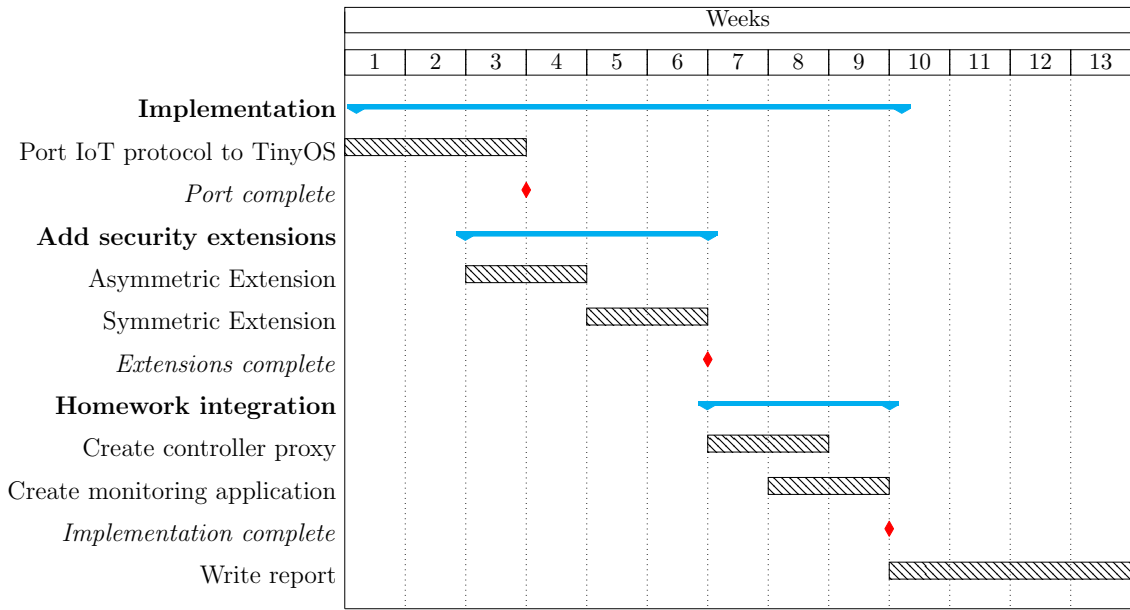 Weeks
1 2 3 4 5 6 7 8 9 10 11 12 13
Implementation
Port IoT protocol to TinyOS
Port complete
Add security extensions
Asymmetric Extension
Symmetric Extension
Extensions complete
Homework integration
Create controller proxy
Create monitoring application
Implementation complete
Write report